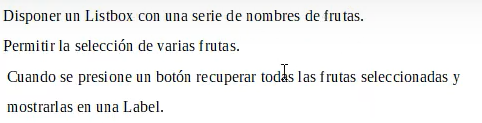 Disponer un Listbox con una serie de nombres de frutas.
Permitir la selección de varias frutas.
Cuando se presione un botón recuperar todas las frutas seleccionadas y
mostrarlas en una Label.